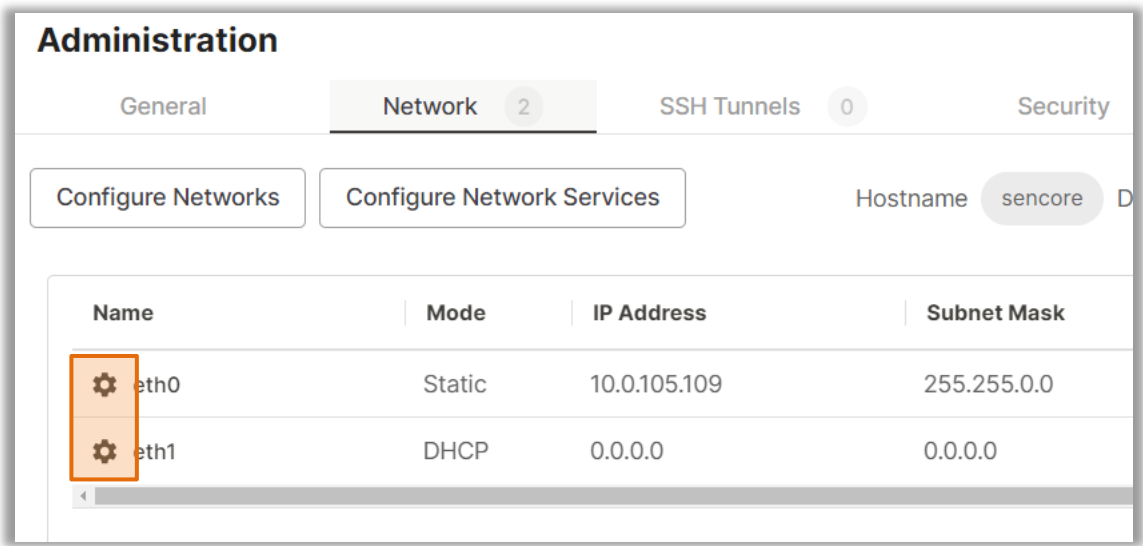 Administration
General Network 2 SSH Tunnels 0 Security
Configure Networks Configure Network Services Hostname sencore D
Name Mode IP Address Subnet Mask
eth0 Static 10.0.105.109 255.255.0.0
eth1 DHCP 0.0.0.0 0.0.0.0